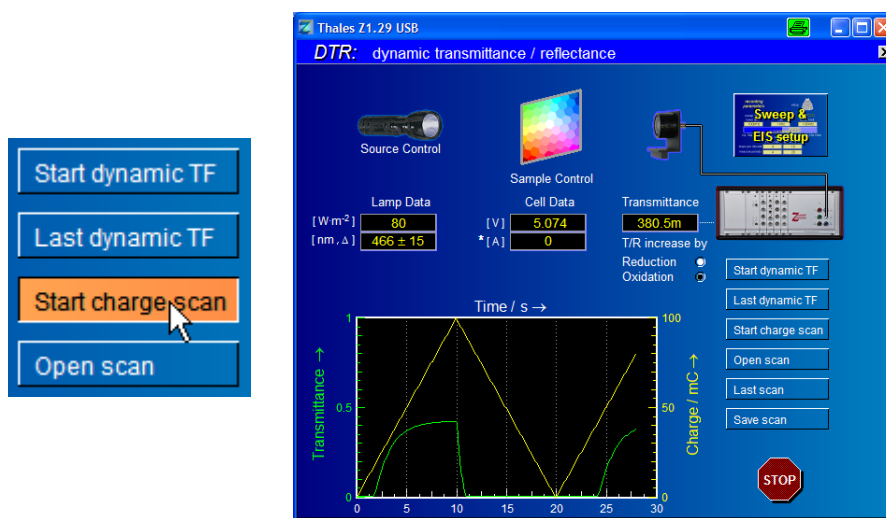 Start dynamic TF
Last dynamic TF
Start charge scan
Open scan
Thales Z1.29 USB
DTR: dynamic transmittance / reflectance
Sweep &
EIS setup
Source Control
Sample Control
Lamp Data
Cell Data
Transmittance
[W·m-2] 80
[V] 5.074
380.5m
[nm, Δ] 466 ± 15
*[A] 0
T/R increase by
Reduction
Oxidation
Start dynamic TF
Last dynamic TF
Start charge scan
Open scan
Last scan
Save scan
STOP
Time / s →
Transmittance →
Charge / mC →
1
0.5
0
100
50
0
0 5 10 15 20 25 30